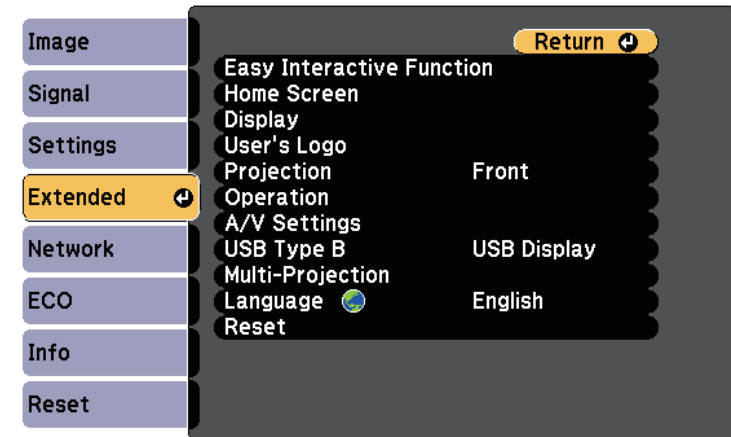 Image
Signal
Settings
Extended
Network
ECO
Info
Reset
Return
Easy Interactive Function
Home Screen
Display
User's Logo
Projection Front
Operation
A/V Settings
USB Type B USB Display
Multi-Projection
Language English
Reset